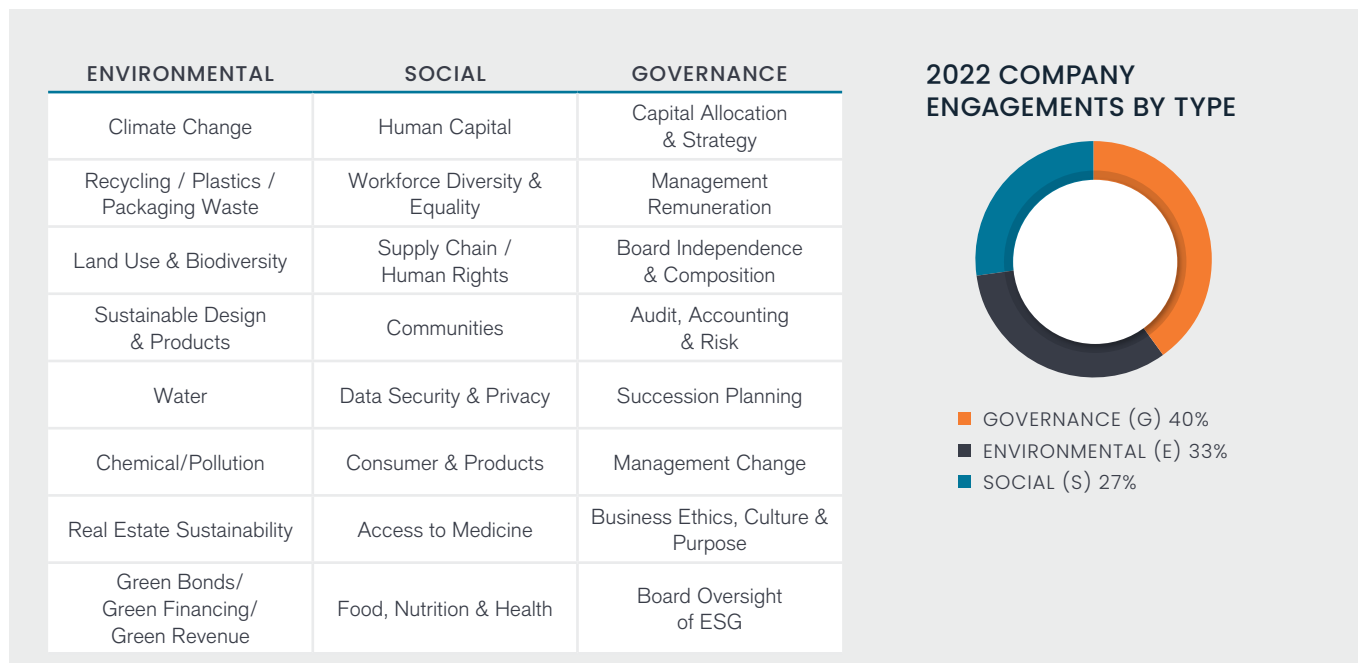 ENVIRONMENTAL
SOCIAL
GOVERNANCE
Climate Change
Human Capital
Capital Allocation
& Strategy
Recycling / Plastics /
Packaging Waste
Workforce Diversity &
Equality
Management
Remuneration
Land Use & Biodiversity
Supply Chain /
Human Rights
Board Independence
& Composition
Sustainable Design
& Products
Communities
Audit, Accounting
& Risk
Water
Data Security & Privacy
Succession Planning
Chemical/Pollution
Consumer & Products
Management Change
Real Estate Sustainability
Access to Medicine
Business Ethics, Culture &
Purpose
Green Bonds/
Green Financing/
Green Revenue
Food, Nutrition & Health
Board Oversight
of ESG
2022 COMPANY
ENGAGEMENTS BY TYPE
GOVERNANCE (G) 40%
ENVIRONMENTAL (E) 33%
SOCIAL (S) 27%